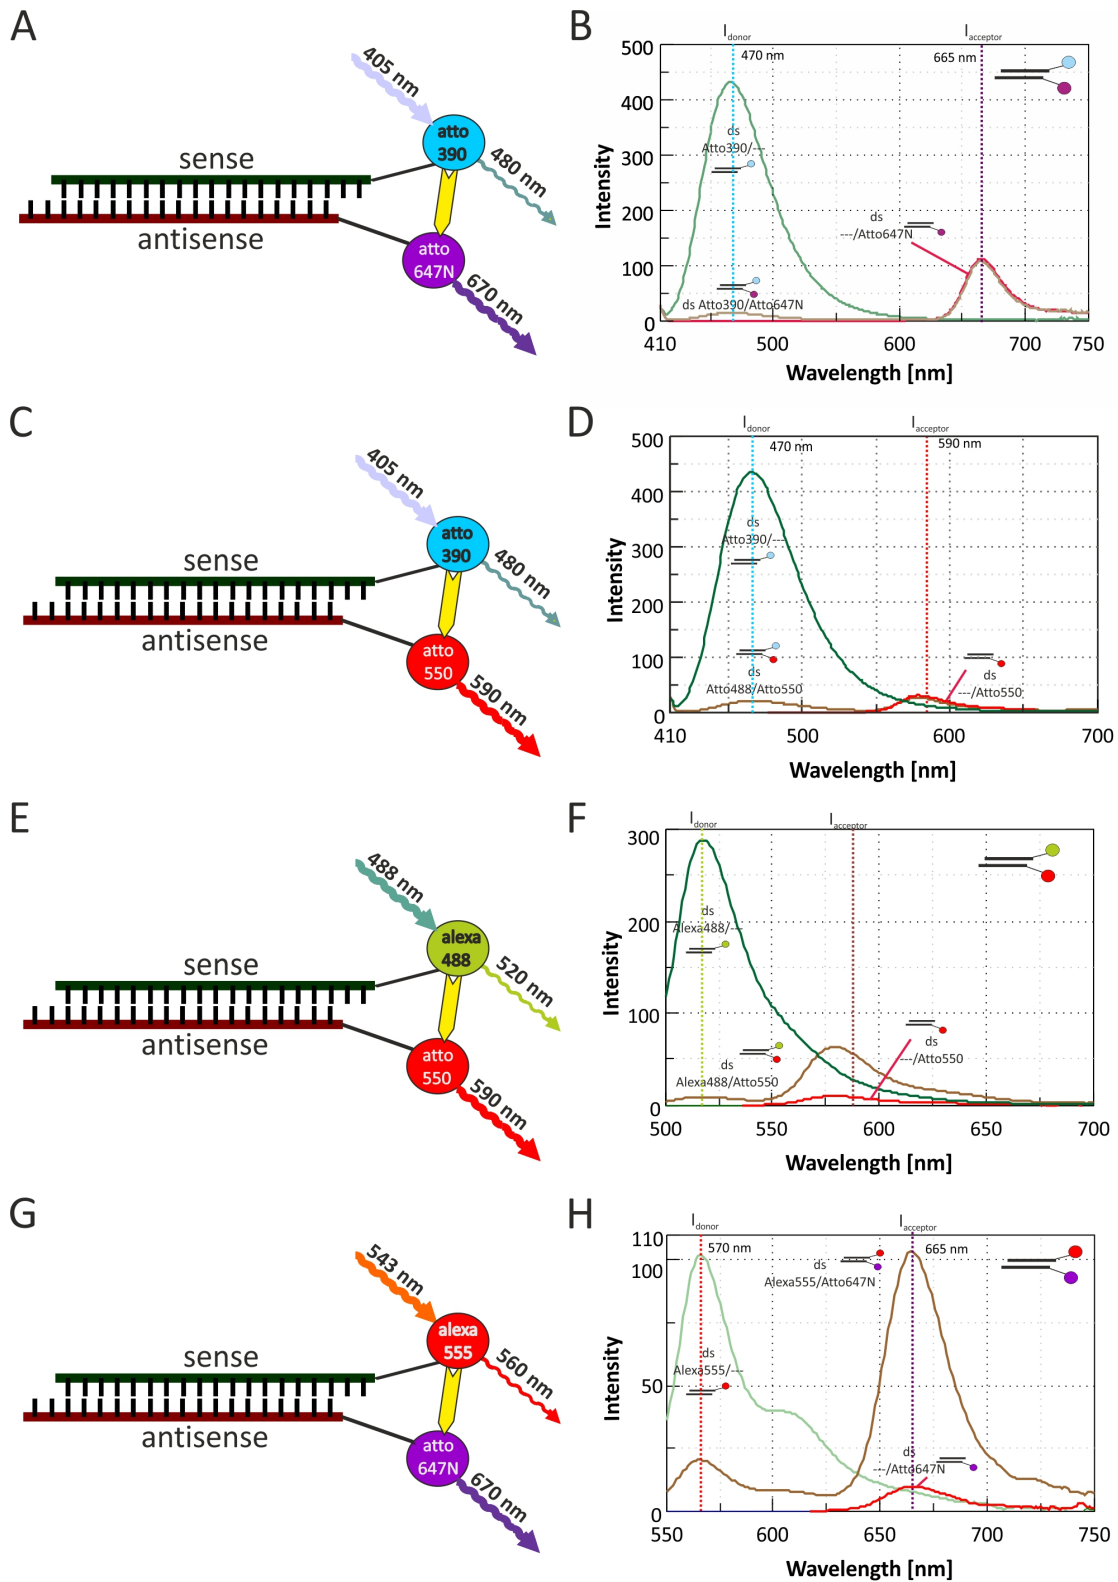 A
405 nm
atto
390
480 nm
sense
antisense
atto
647N
670 nm
B
I donor
I acceptor
470 nm
665 nm
500
400
300
200
100
0
Intensity
ds
Atto390/---
ds
---/Atto647N
ds Atto390/Atto647N
410
500
600
700
750
Wavelength [nm]
C
405 nm
atto
390
480 nm
sense
antisense
atto
550
590 nm
D
I donor
I acceptor
470 nm
590 nm
500
400
300
200
100
0
Intensity
ds
Atto390/---
ds
Atto488/Atto550
ds
---/Atto550
410
500
600
700
Wavelength [nm]
E
488 nm
alexa
488
520 nm
sense
antisense
atto
550
590 nm
F
I donor
I acceptor
300
200
100
0
Intensity
ds
Alexa488/---
ds
---/Atto550
ds
Alexa488/Atto550
500
550
600
650
700
Wavelength [nm]
G
543 nm
alexa
555
560 nm
sense
antisense
atto
647N
670 nm
H
I donor
I acceptor
570 nm
665 nm
110
100
50
0
Intensity
ds
Alexa555/Atto647N
ds
Alexa555/---
ds
---/Atto647N
550
600
650
700
750
Wavelength [nm]